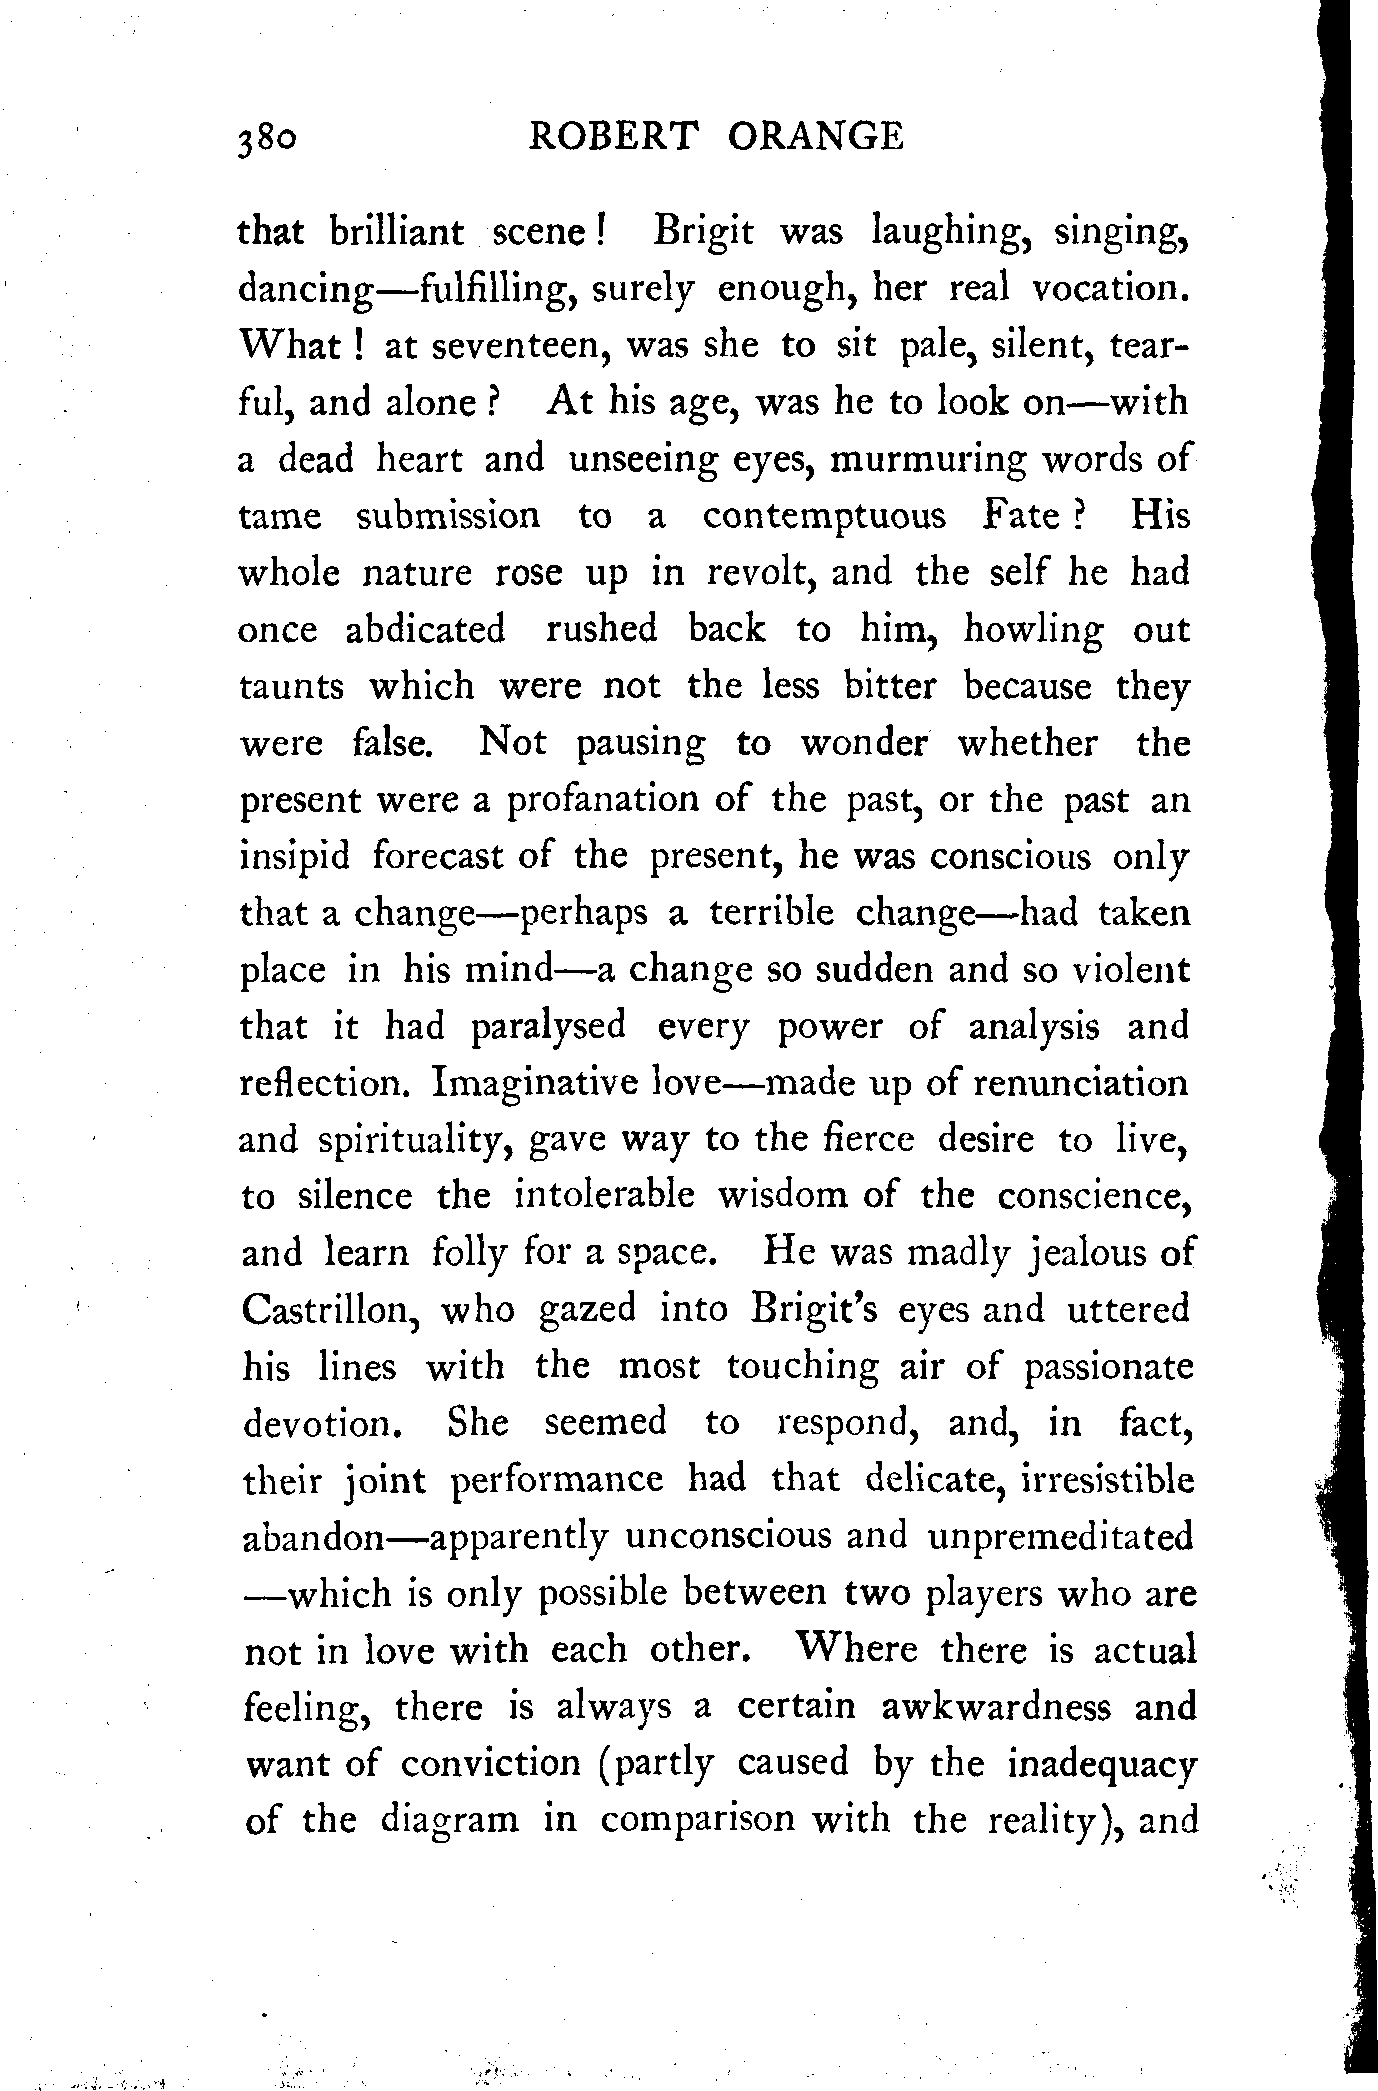 380 ROBERT ORANGE
that brilliant scene ! Brigit was laughing, singing,
dancing—fulfilling, surely enough, her real vocation.
What ! at seventeen, was she to sit pale, silent, tear-
ful, and alone ? At his age, was he to look on—with
a dead heart and unseeing eyes, murmuring words of
tame submission to a contemptuous Fate ? His
whole nature rose up in revolt, and the self he had
once abdicated rushed back to him, howling out
taunts which were not the less bitter because they
were false. Not pausing to wonder whether the
present were a profanation of the past, or the past an
insipid forecast of the present, he was conscious only
that a change—perhaps a terrible change—had taken
place in his mind—a change so sudden and so violent
that it had paralysed every power of analysis and
reflection. Imaginative love—made up of renunciation
and spirituality, gave way to the fierce desire to live,
to silence the intolerable wisdom of the conscience,
and learn folly for a space. He was madly jealous of
Castrillon, who gazed into Brigit's eyes and uttered
his lines with the most touching air of passionate
devotion. She seemed to respond, and, in fact,
their joint performance had that delicate, irresistible
abandon—apparently unconscious and unpremeditated
—which is only possible between two players who are
not in love with each other. Where there is actual
feeling, there is always a certain awkwardness and
want of conviction (partly caused by the inadequacy
of the diagram in comparison with the reality), and